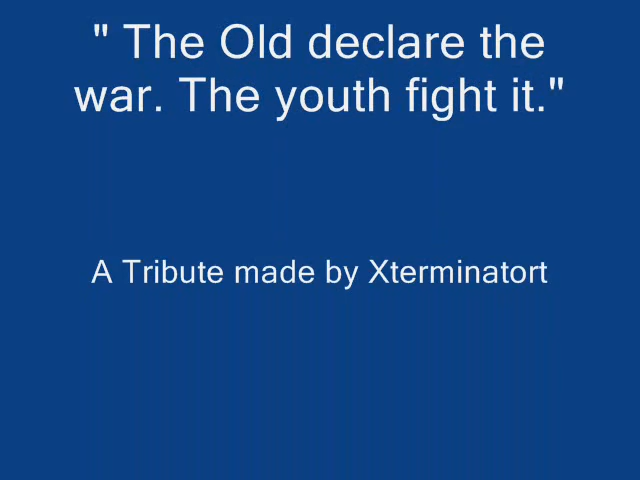 " The Old declare the
war. The youth fight it."
A Tribute made by Xterminatort